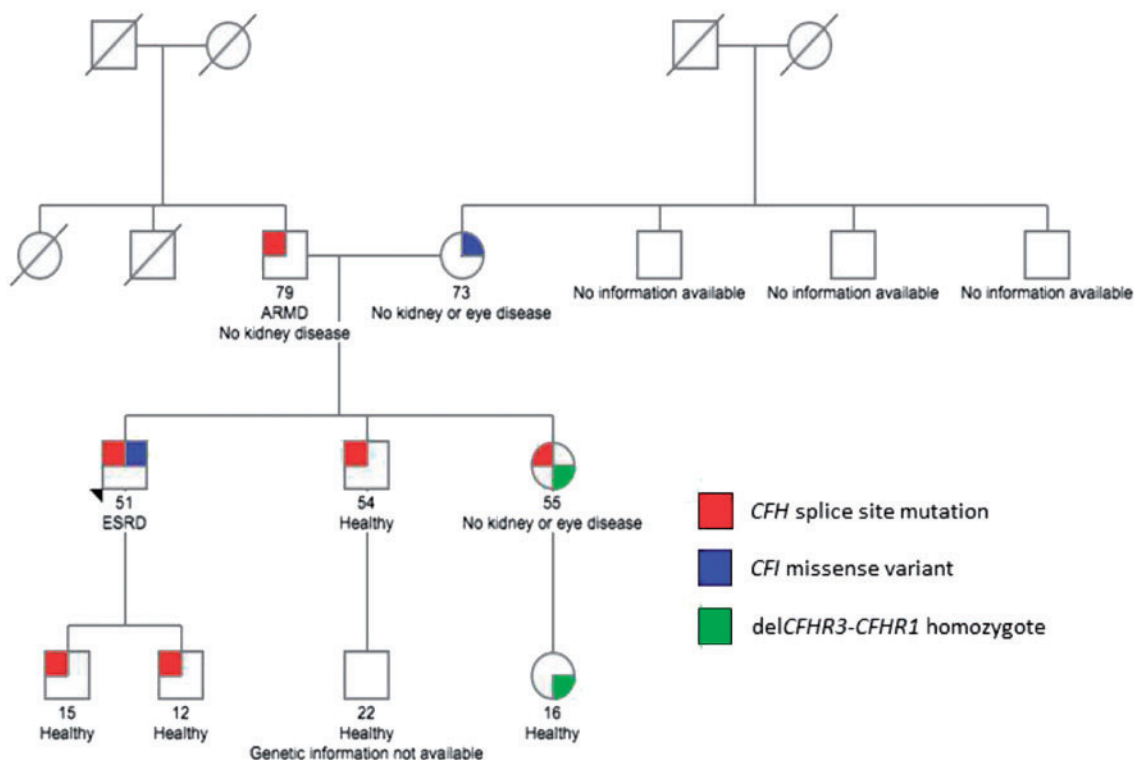 79
ARMD
No kidney disease
73
No kidney or eye disease
No information available
No information available
No information available
51
ESRD
54
Healthy
55
No kidney or eye disease
CFH splice site mutation
CFI missense variant
delCFHR3-CFHR1 homozygote
15
Healthy
12
Healthy
22
Healthy
Genetic information not available
16
Healthy